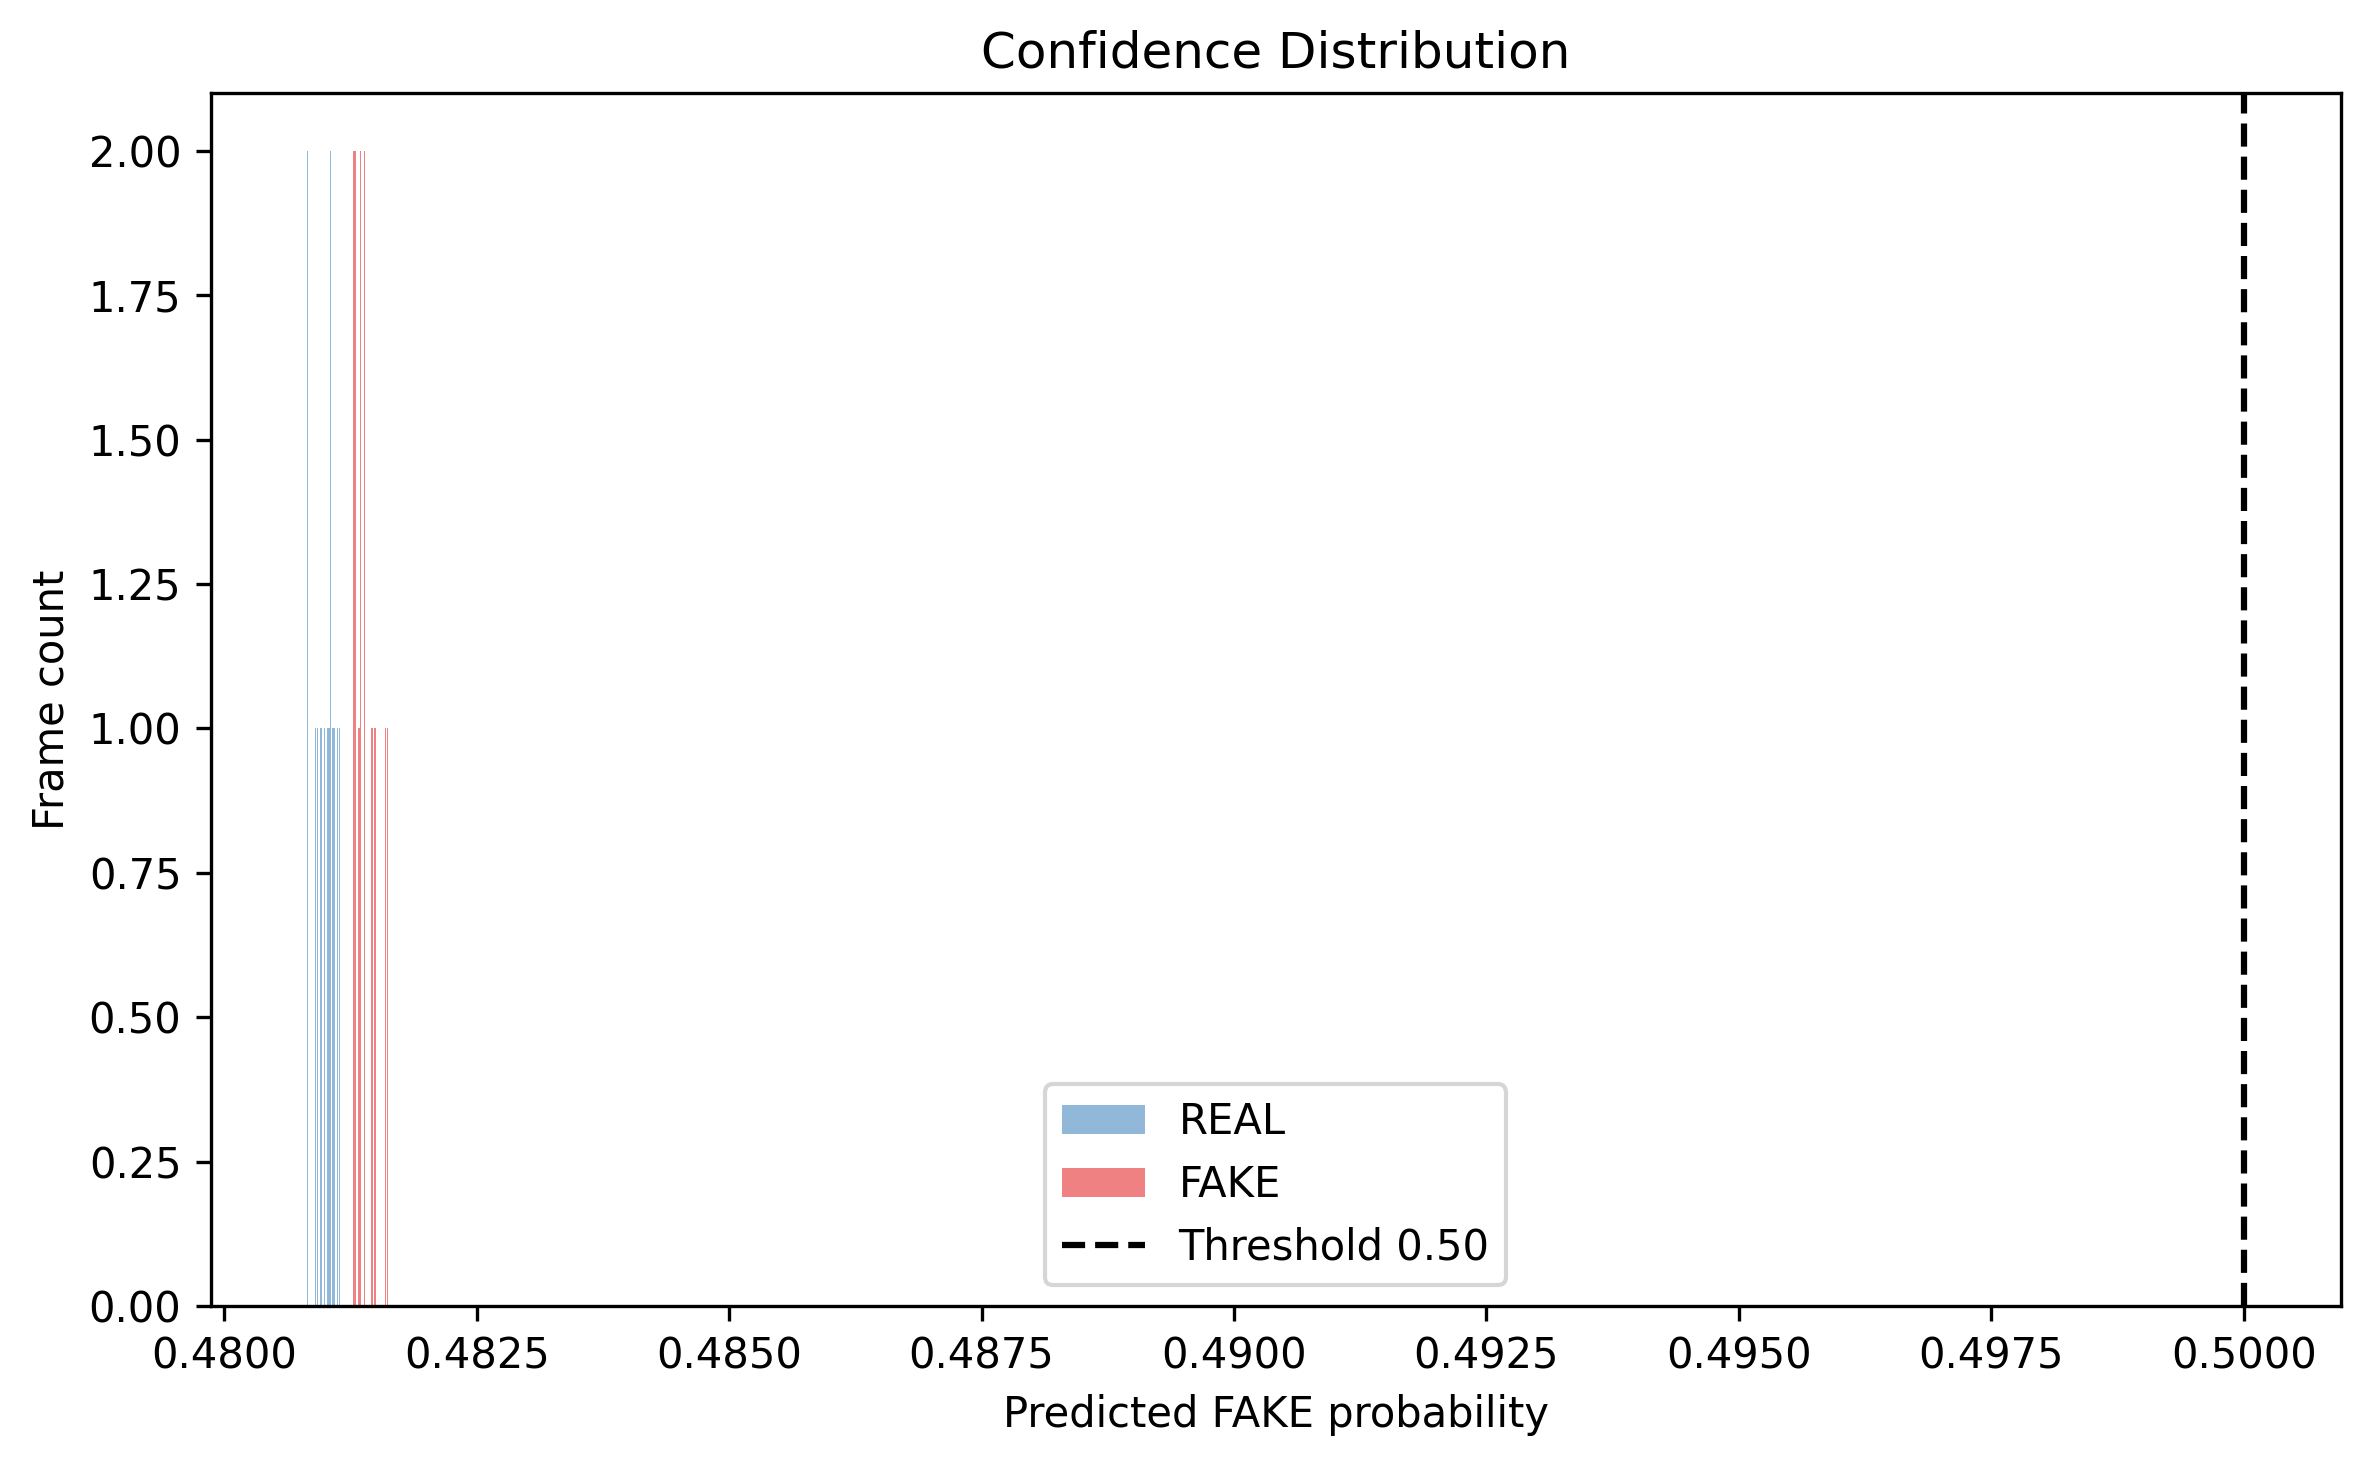 Confidence Distribution
2.00
1.75
1.50
1.25
1.00
0.75
0.50
0.25
0.00
Frame count
REAL
FAKE
Threshold 0.50
0.4800 0.4825 0.4850 0.4875 0.4900 0.4925 0.4950 0.4975 0.5000
Predicted FAKE probability